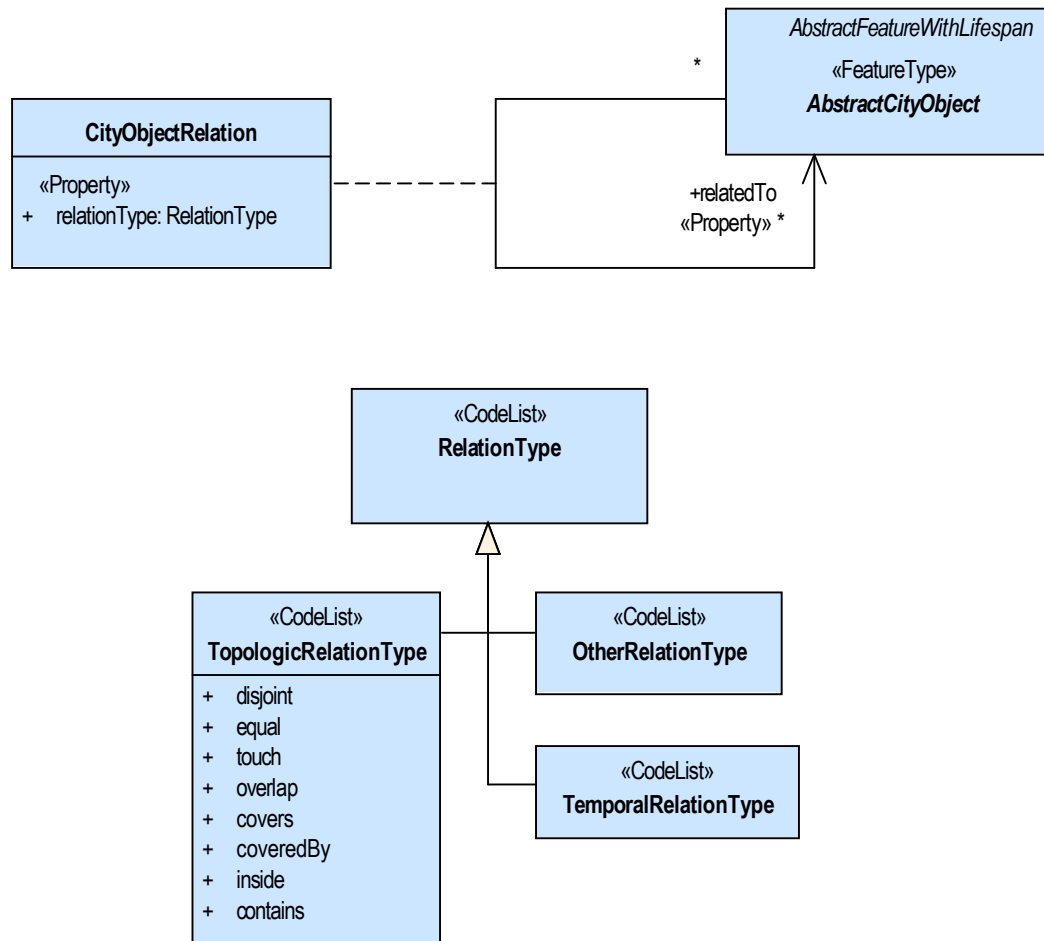 AbstractFeatureWithLifespan
«FeatureType»
AbstractCityObject
*
CityObjectRelation
«Property»
+ relationType: RelationType
+relatedTo
«Property» *
«CodeList»
RelationType
«CodeList»
TopologicRelationType
+ disjoint
+ equal
+ touch
+ overlap
+ covers
+ coveredBy
+ inside
+ contains
«CodeList»
OtherRelationType
«CodeList»
TemporalRelationType